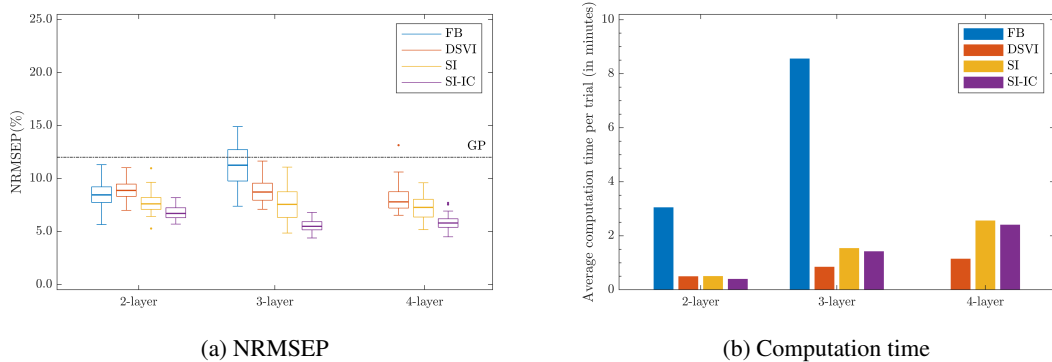 25.0
20.0
15.0
10.0
5.0
0.0
NRMSEP(%)
FB
DSVI
SI
SI-IC
GP
2-layer
3-layer
4-layer
(a) NRMSEP
10
8
6
4
2
0
Average computation time per trial (in minutes)
FB
DSVI
SI
SI-IC
2-layer
3-layer
4-layer
(b) Computation time